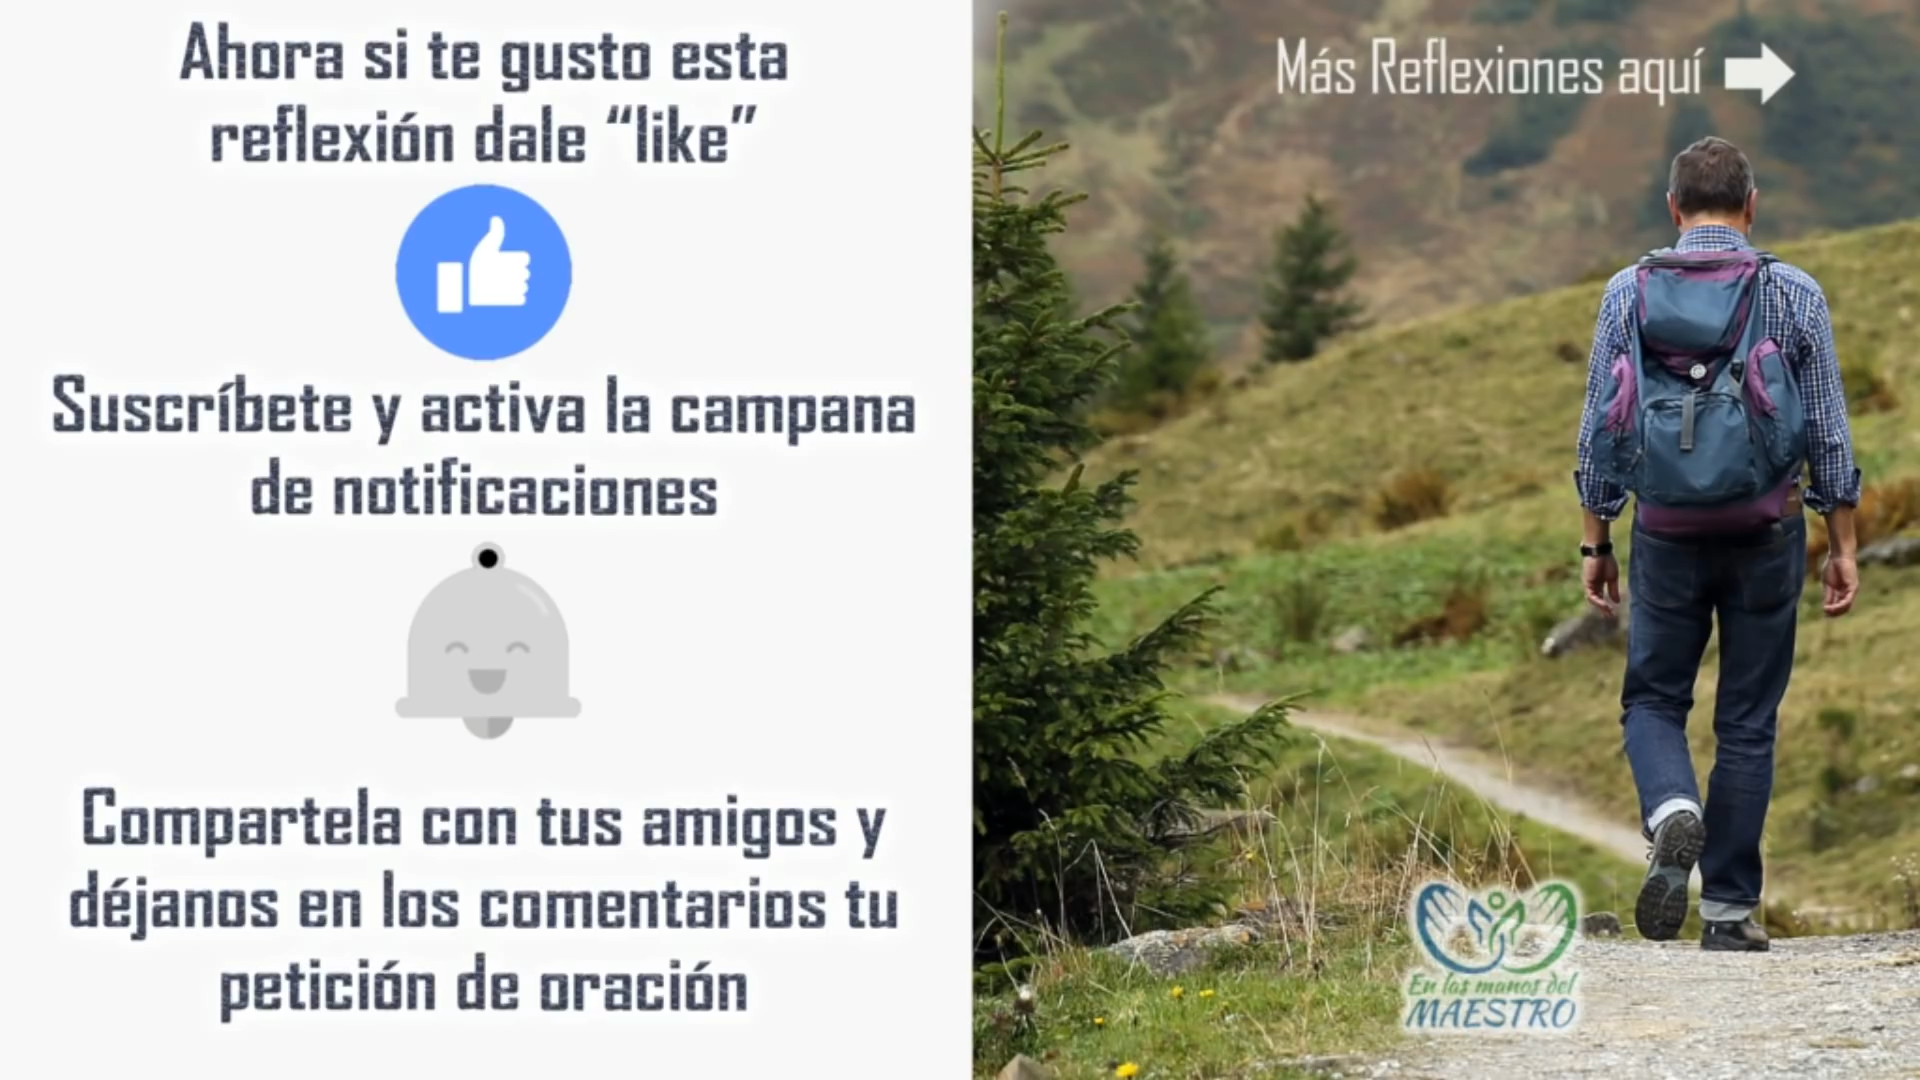 Ahora si te gusto esta
reflexión dale “like”
Suscríbete y activa la campana
de notificaciones
Compartela con tus amigos y
déjanos en los comentarios tu
petición de oración
Más Reflexiones aquí
En las manos del
MAESTRO